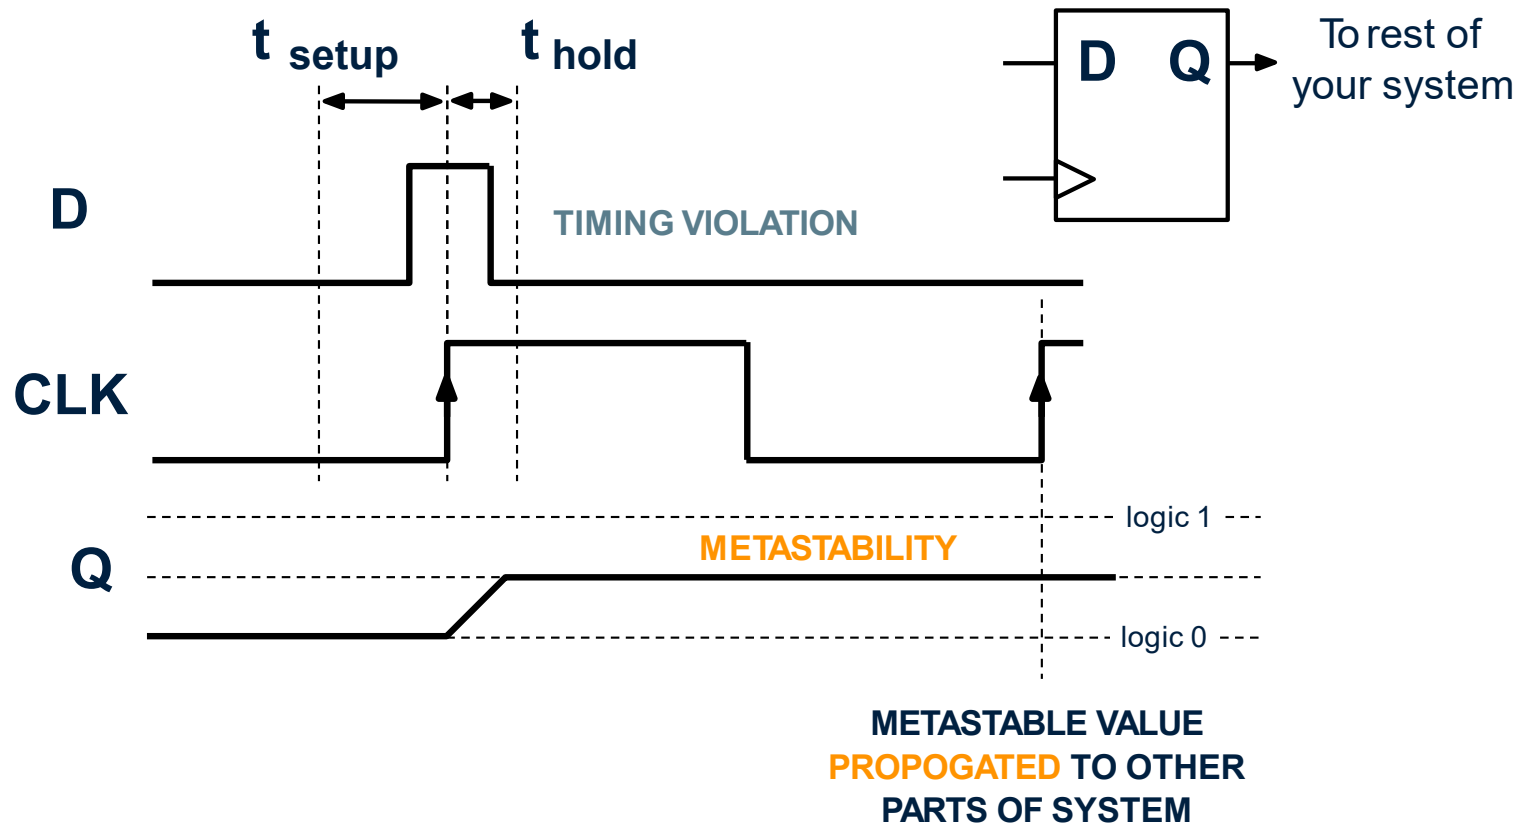 t setup
t hold
D Q
To rest of
your system
D
TIMING VIOLATION
CLK
logic 1
METASTABILITY
Q
logic 0
METASTABLE VALUE
PROPOGATED TO OTHER
PARTS OF SYSTEM